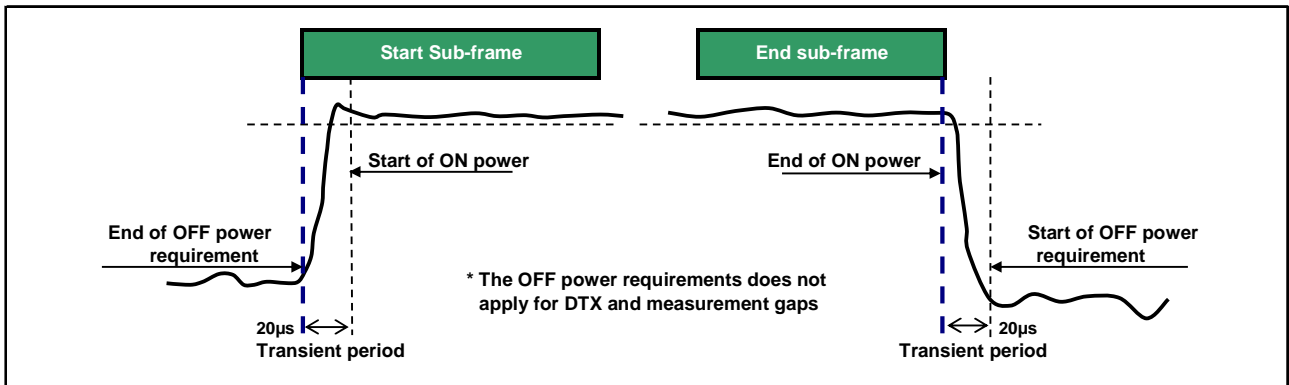 Start Sub-frame
End sub-frame
Start of ON power
End of ON power
End of OFF power
requirement
Start of OFF power
requirement
* The OFF power requirements does not
apply for DTX and measurement gaps
20µs
Transient period
20µs
Transient period